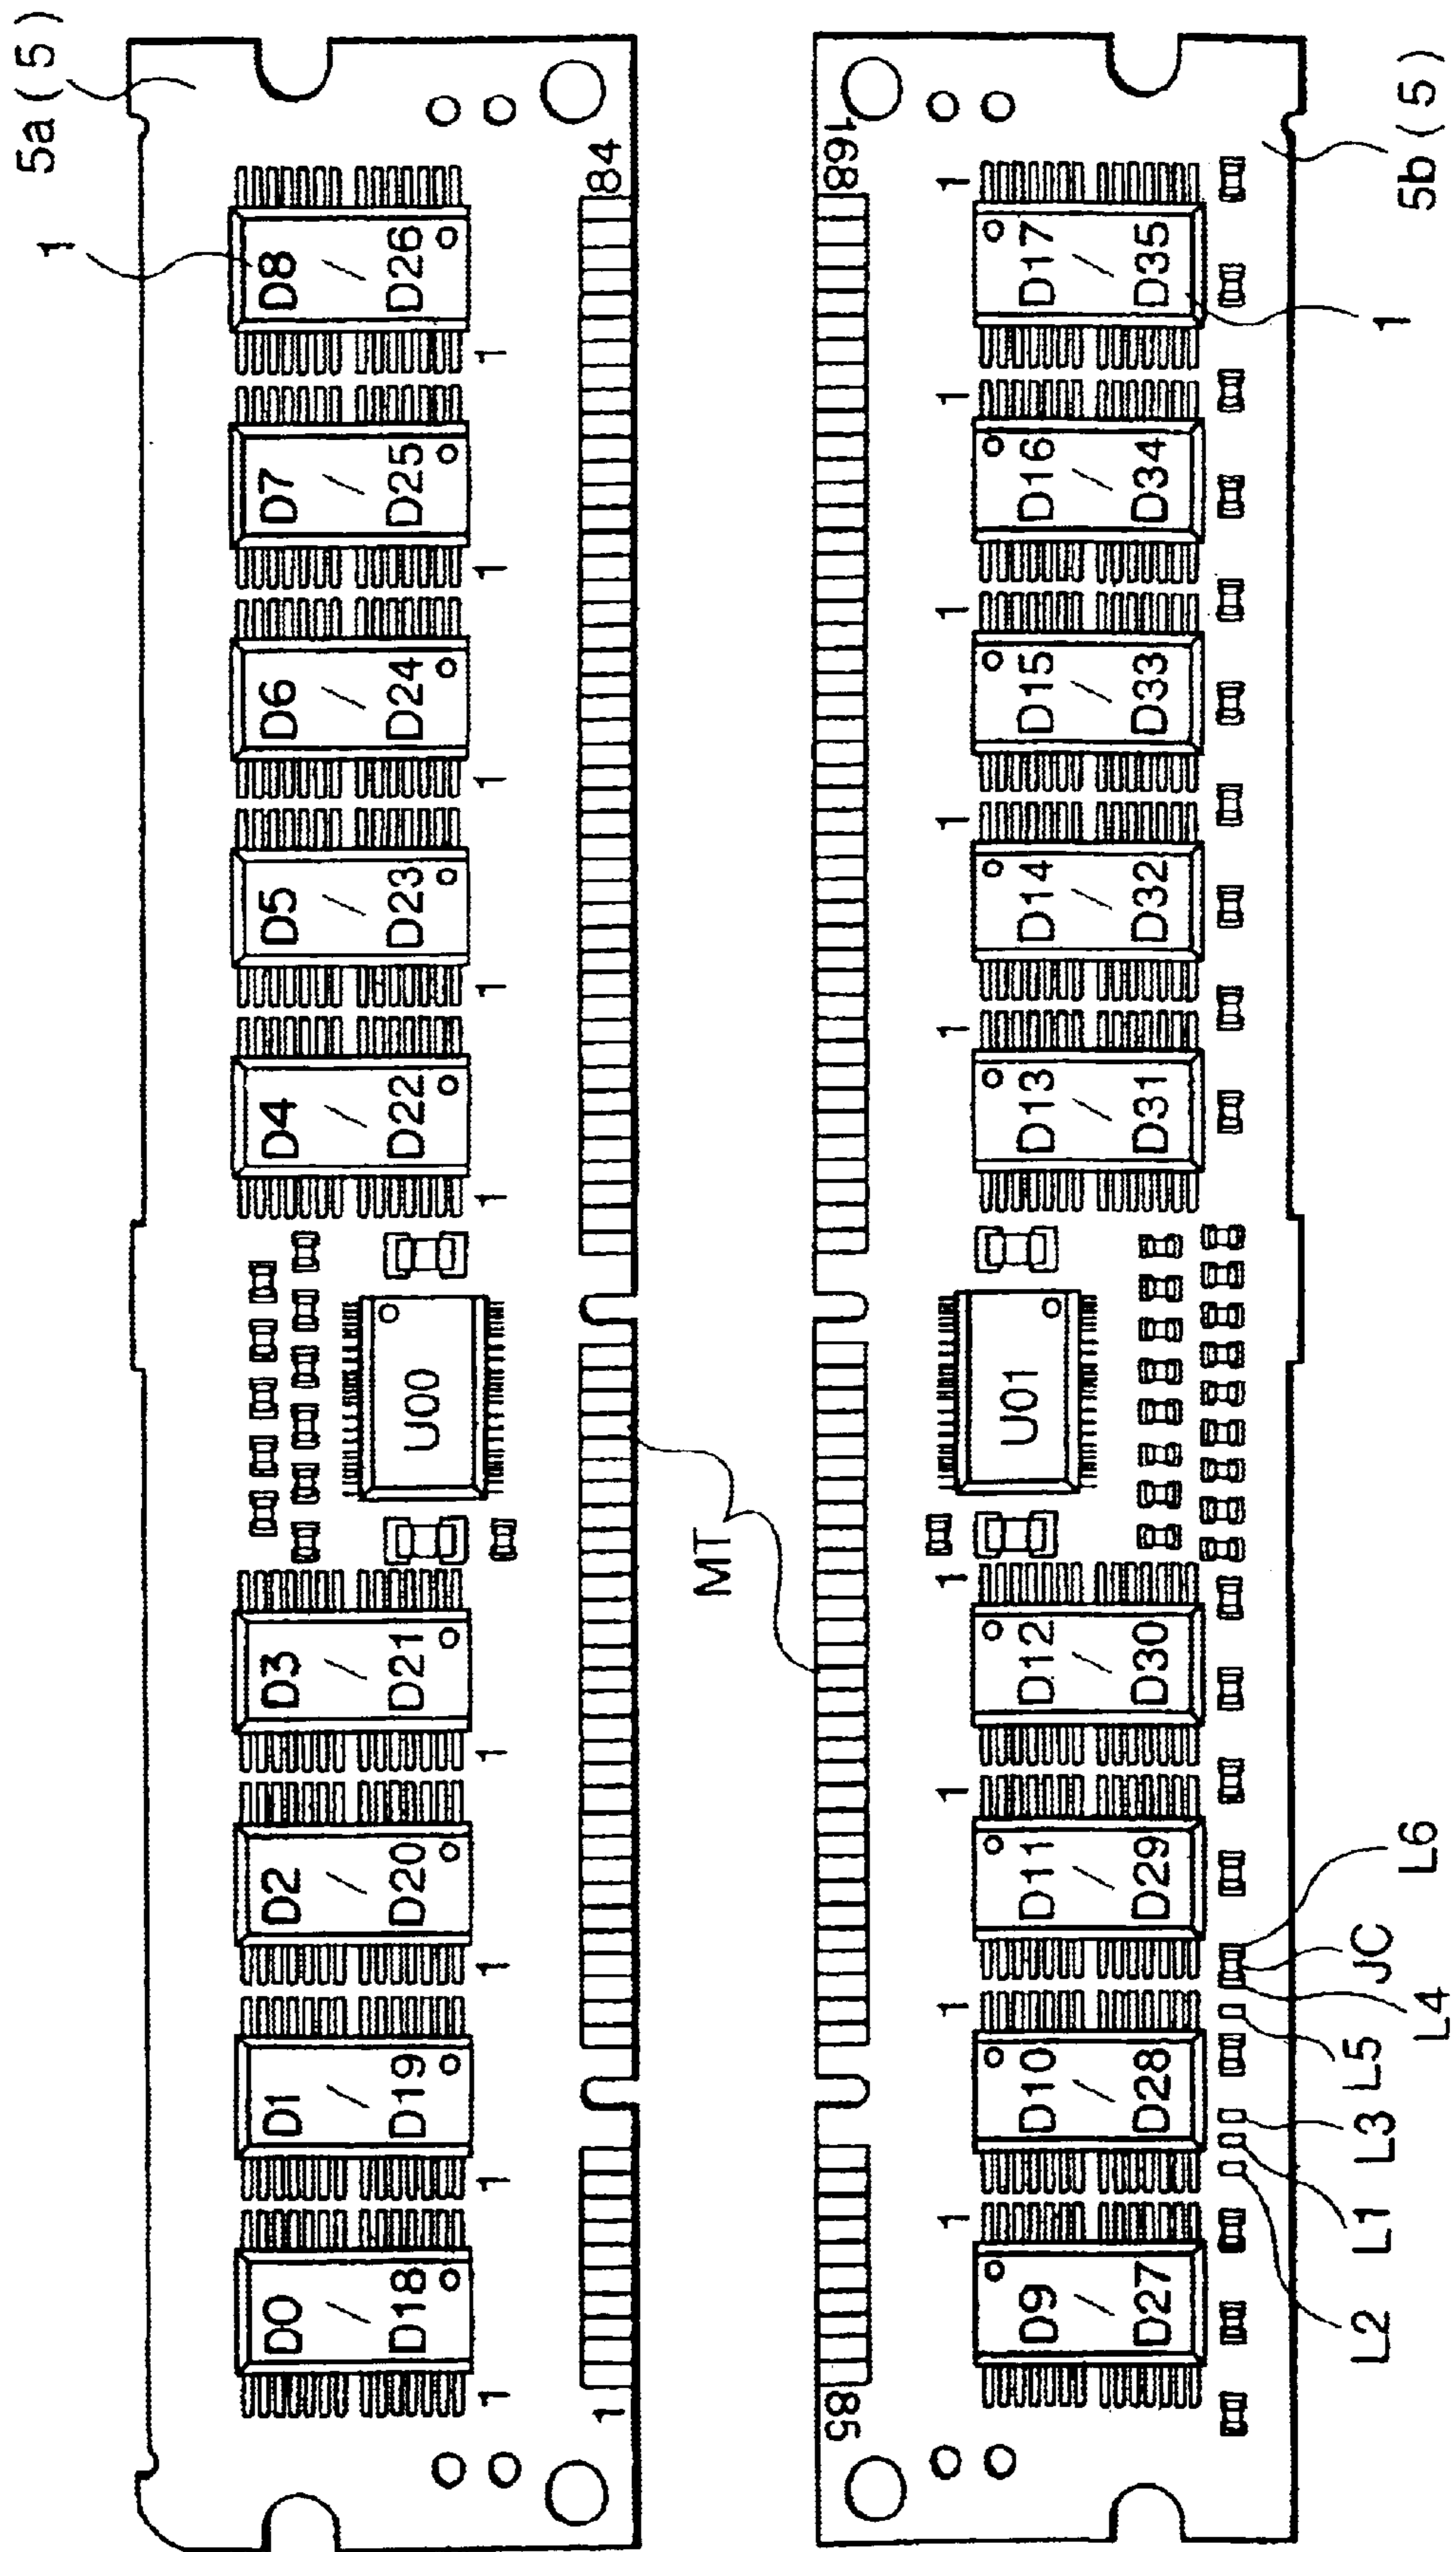 5a ( 5 )
1
D0 / D18
D1 / D19
D2 / D20
D3 / D21
U00
D4 / D22
D5 / D23
D6 / D24
D7 / D25
D8 / D26
1
1
1
1
1
1
1
1
1
1
84
MT
85
168
1
1
1
1
1
1
1
1
1
D9 / D27
D10 / D28
D11 / D29
D12 / D30
U01
D13 / D31
D14 / D32
D15 / D33
D16 / D34
D17 / D35
1
5b ( 5 )
L2
L1
L3
L5
L4
JC
L6